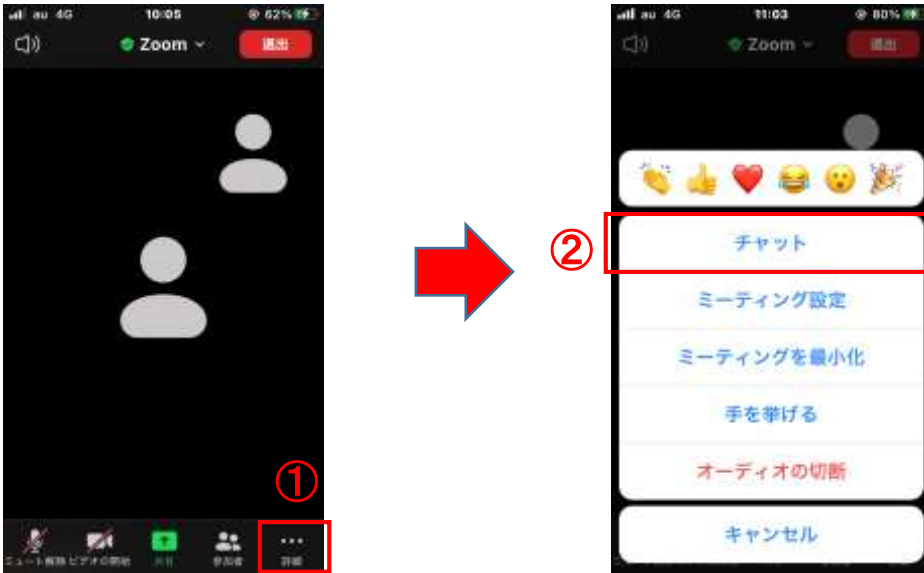 au 4G 10:05 62%
Zoom
退出
①
ミュート解除 ビデオの開始 共有 参加者 詳細
au 4G 11:03 80%
Zoom
退出
②
チャット
ミーティング設定
ミーティングを最小化
手を挙げる
オーディオの切断
キャンセル